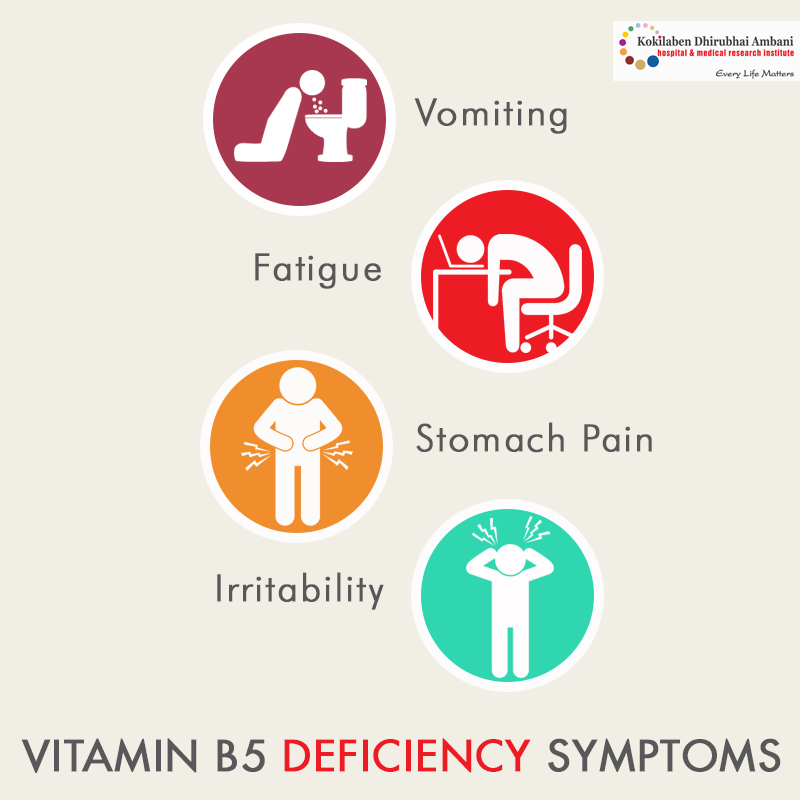 Kokilaben Dhirubhai Ambani
hospital & medical research institute
Every Life Matters
Vomiting
Fatigue
Stomach Pain
Irritability
VITAMIN B5 DEFICIENCY SYMPTOMS